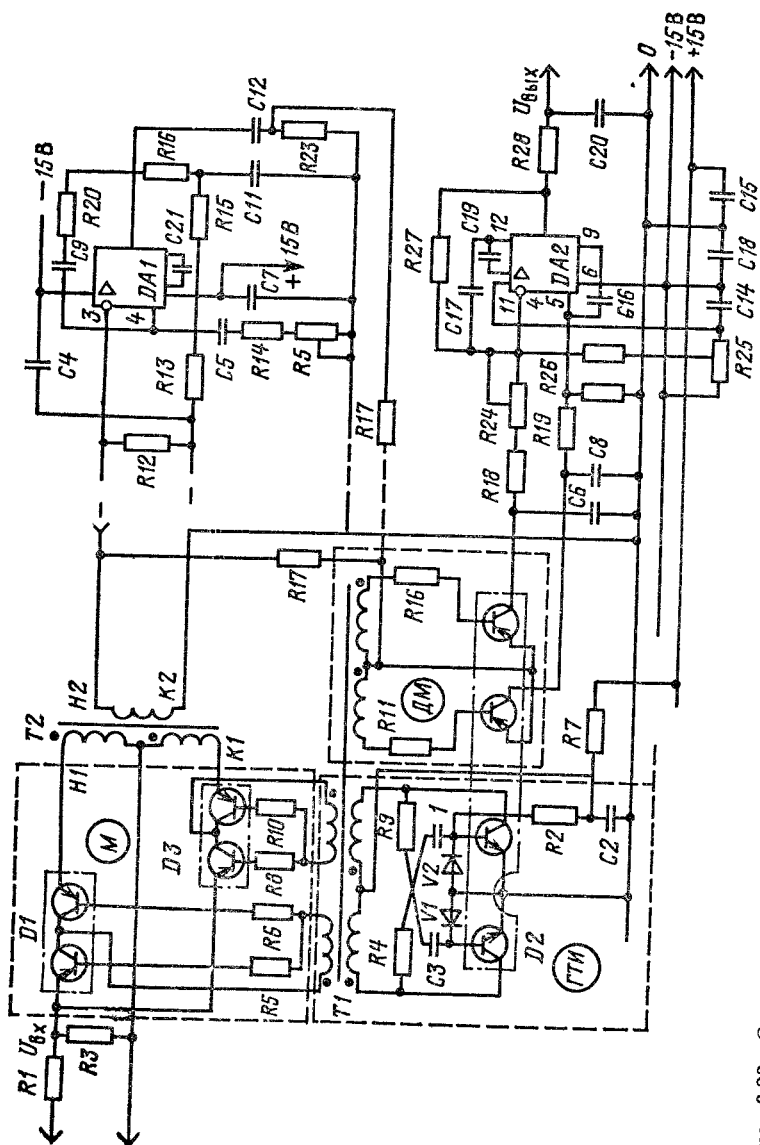 −15В
C4
R20
C9
R16
C12
3
4
DA1
C21
R15
C11
R23
R12
R13
C5
R14
R5
C7
+15В
R17
T2
H2
K2
H1
K1
М
D1
D3
R5
R6
R8
R10
R1
Uвх
R3
R17
R16
ДМ
R11
T1
R4
R9
C3
1
V1
V2
D2
ГТИ
R2
C2
R7
R27
C17
C19
12
11
4
5
DA2
9
6
C16
R28
Uвых
C20
R24
R18
R19
R26
C6
C8
R25
C14
C18
C15
0
−15В
+15В